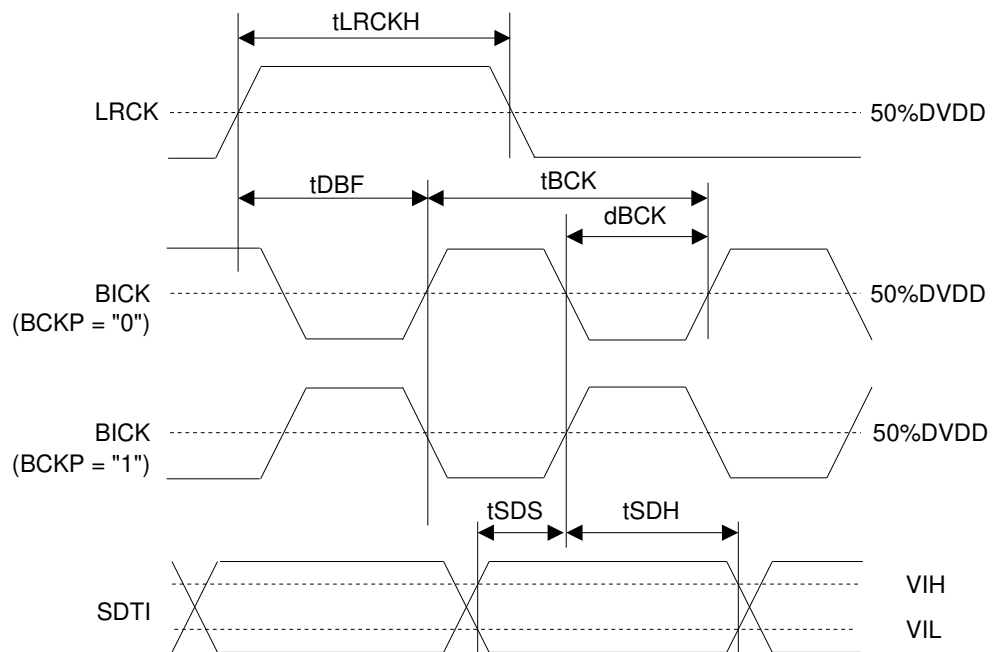 tLRCKH
LRCK
50%DVDD
tDBF
tBCK
dBCK
BICK
(BCKP = "0")
50%DVDD
BICK
(BCKP = "1")
50%DVDD
tSDS
tSDH
SDTI
VIH
VIL